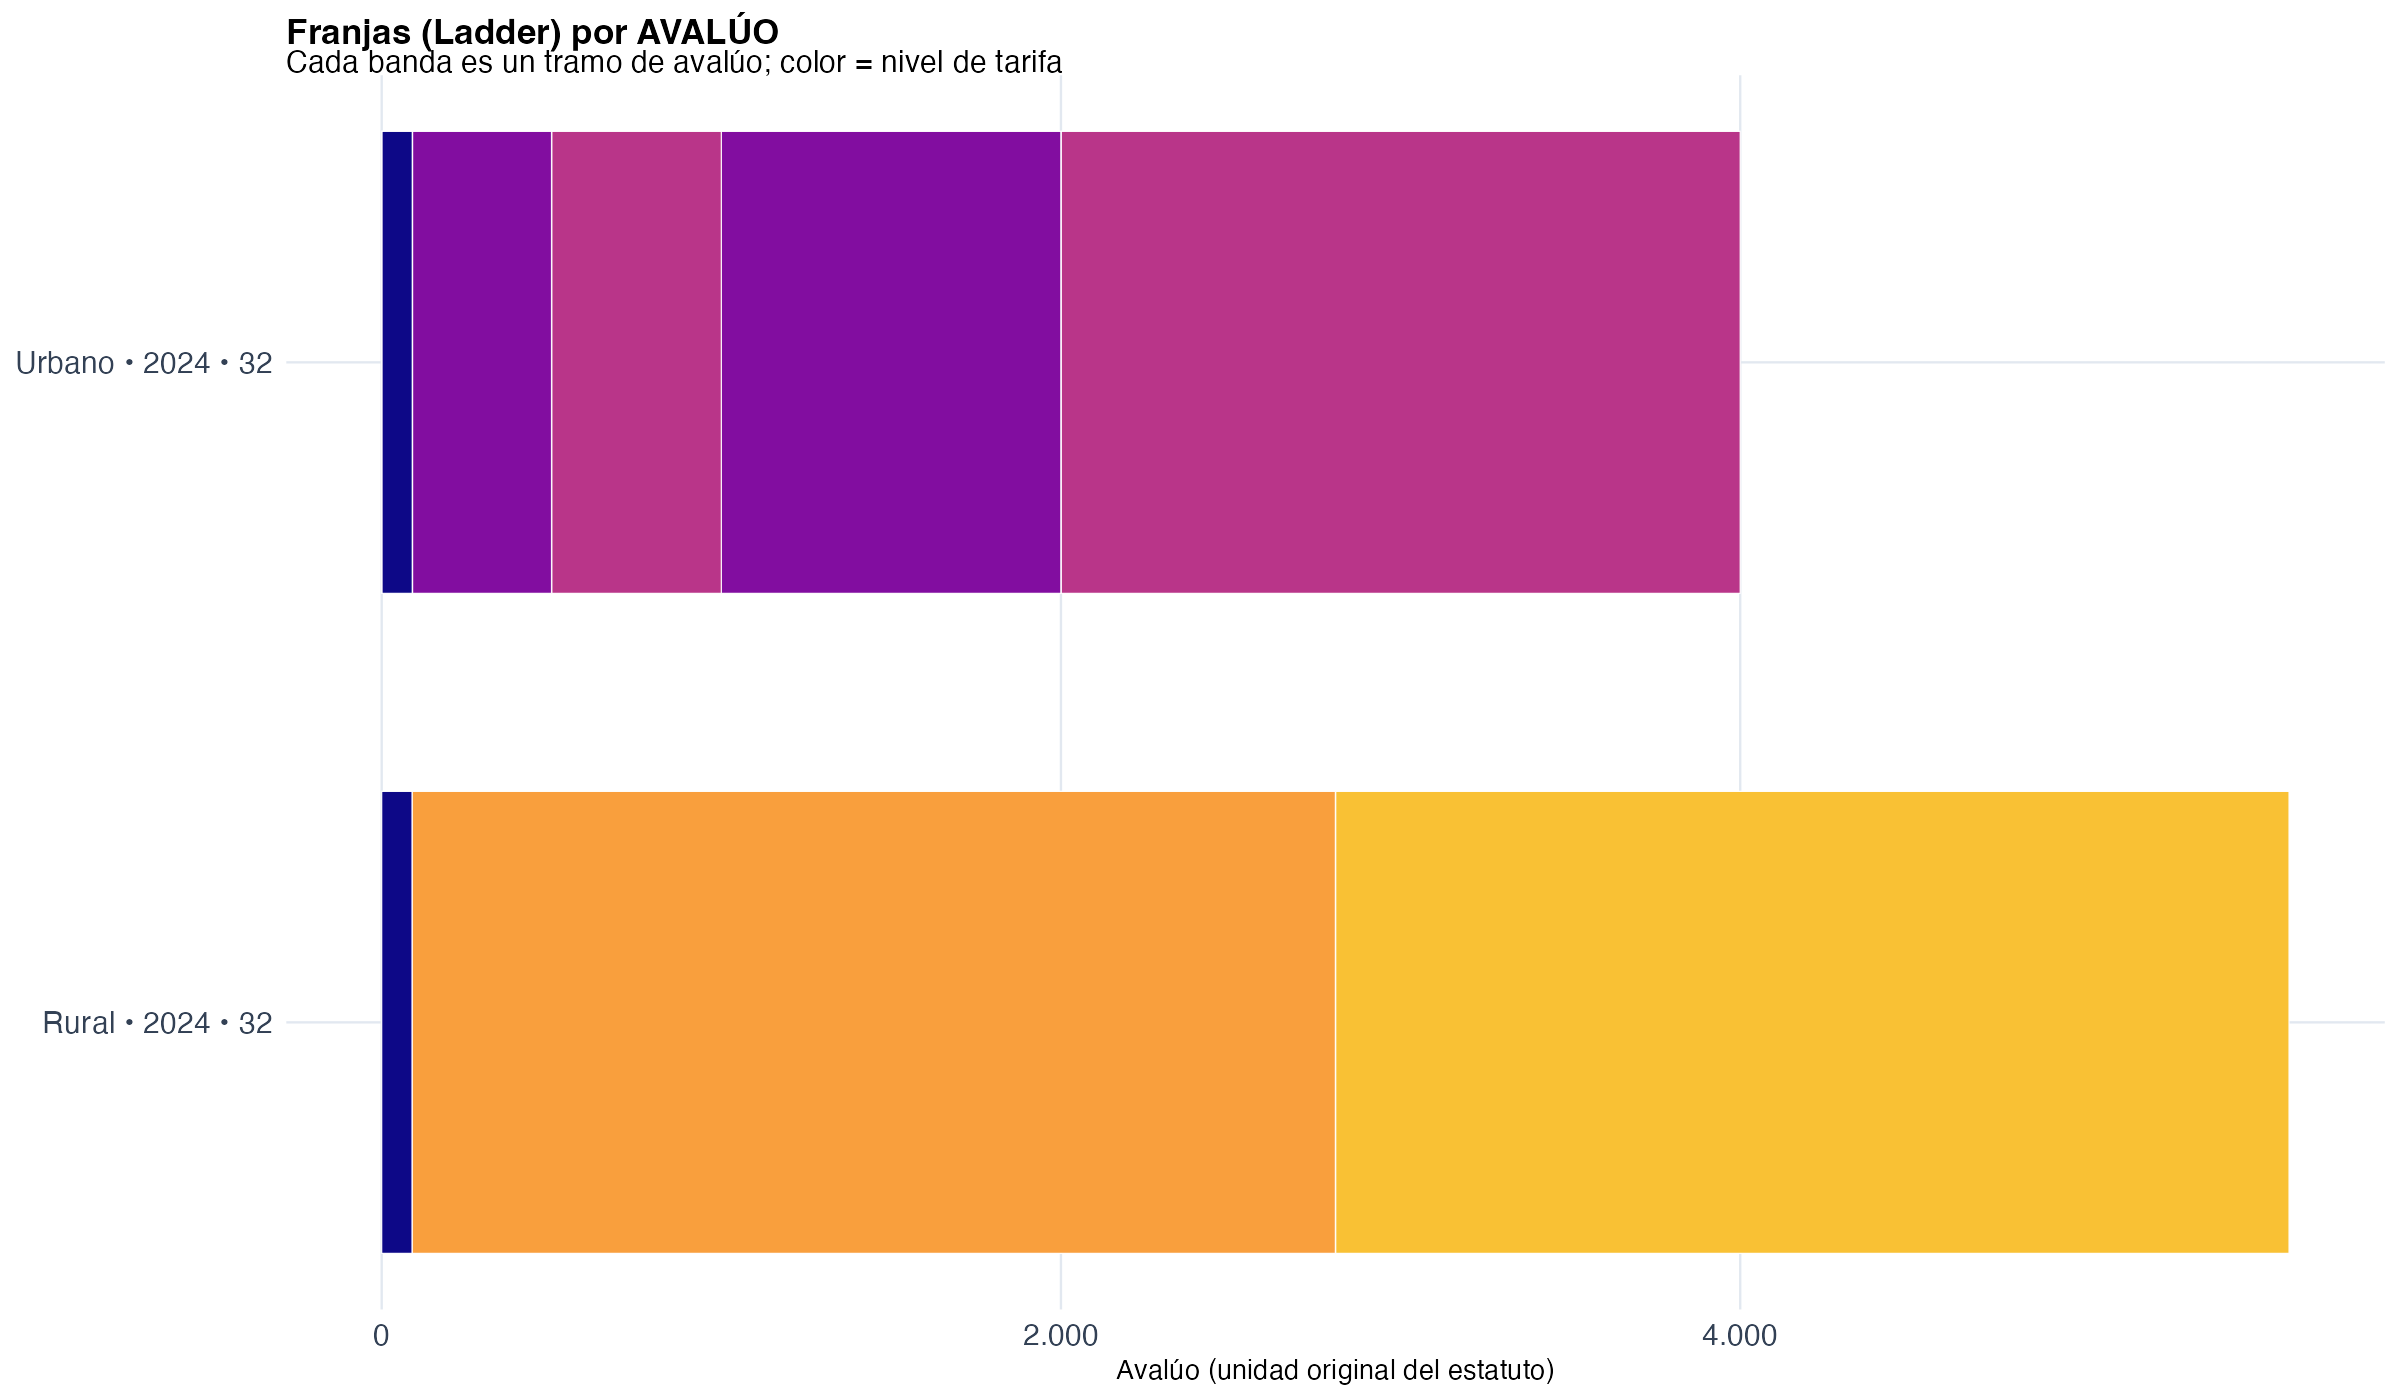 Franjas (Ladder) por AVALÚO
Cada banda es un tramo de avalúo; color = nivel de tarifa
Urbano • 2024 • 32
Rural • 2024 • 32
0
2.000
4.000
Avalúo (unidad original del estatuto)